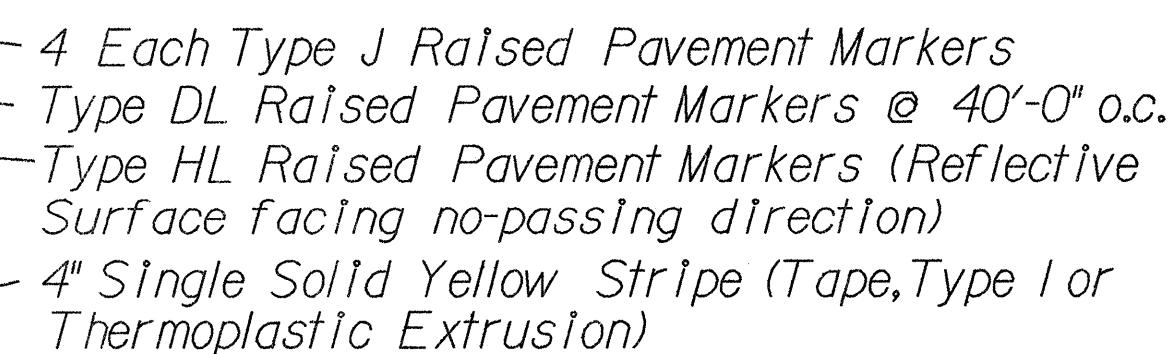 4 Each Type J Raised Pavement Markers
Type DL Raised Pavement Markers @ 40'-0" o.c.
Type HL Raised Pavement Markers (Reflective
Surface facing no-passing direction)
4" Single Solid Yellow Stripe (Tape, Type I or
Thermoplastic Extrusion)